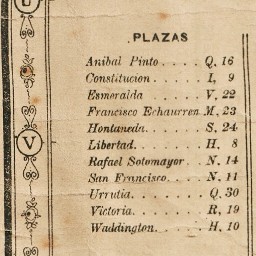 PLAZAS
Anibal Pinto . . . . Q. 16
Constitucion . . . . I, 9
Esmeralda . . . . V, 22
Francisco Echaurren M, 23
Hontaneda . . . . . S, 24
Libertad . . . . . H. 8
Rafael Sotomayor . . N. 14
San Francisco . . . . N. 11
Urrutia . . . . . . Q. 30
Victoria . . . . . . R, 19
Waddington . . . . . H, 10
V